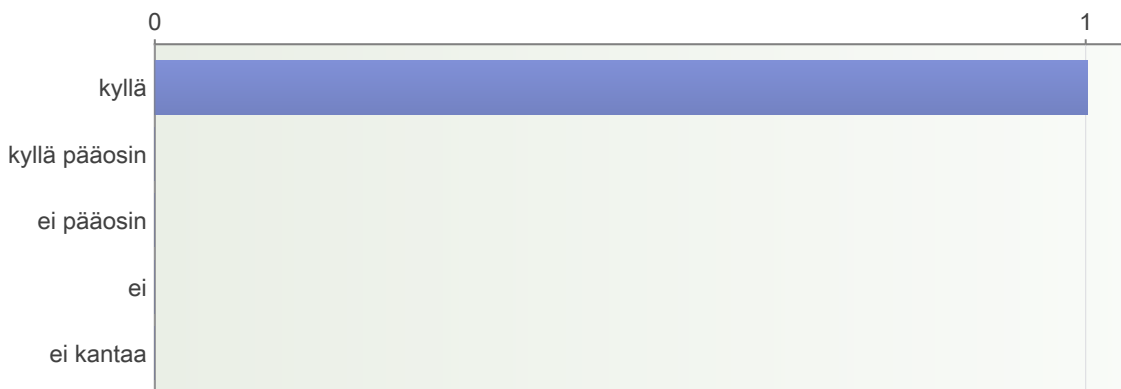 0 1
kyllä
kyllä pääosin
ei pääosin
ei
ei kantaa